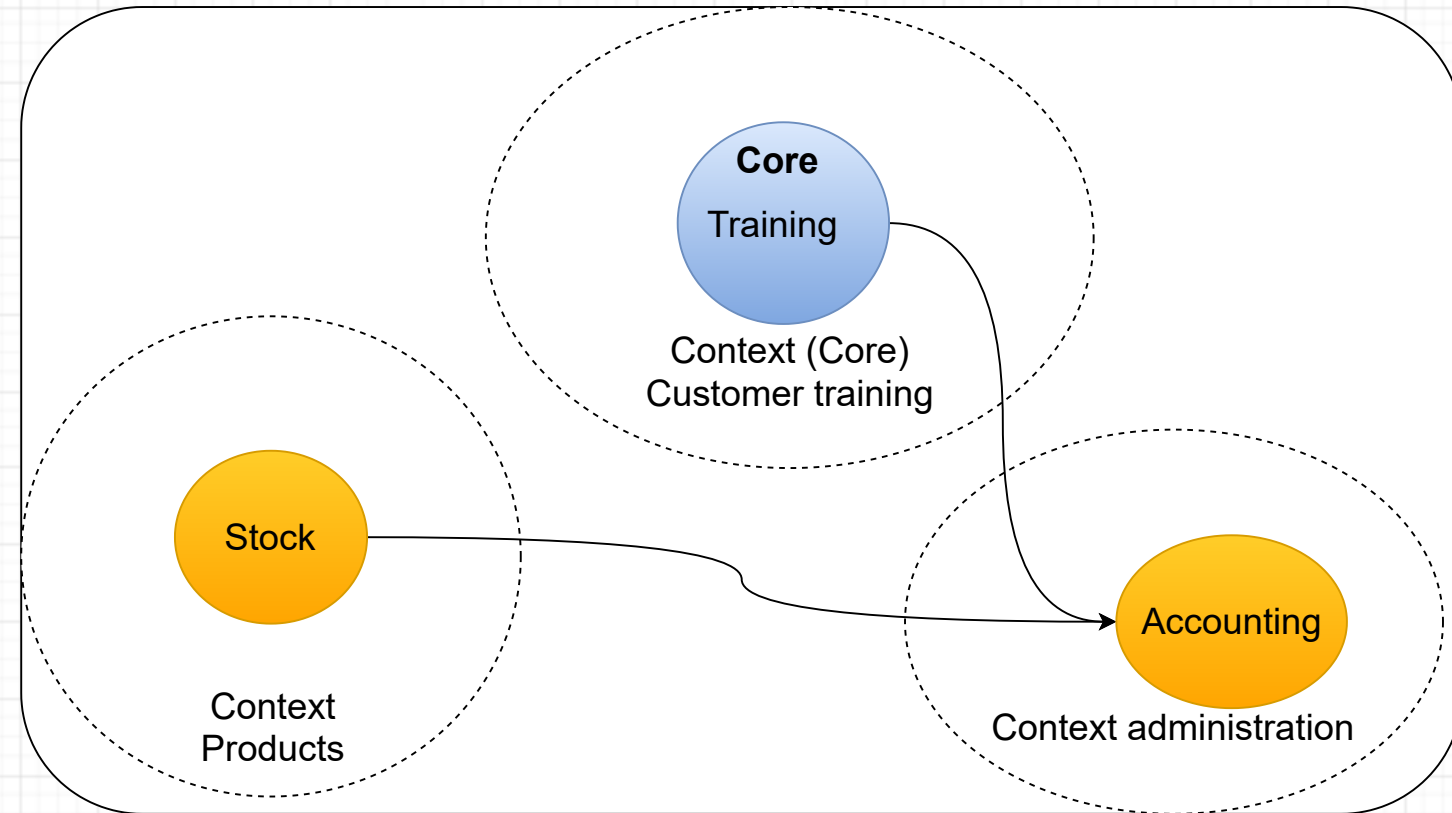 Core
Training
Context (Core)
Customer training
Stock
Context
Products
Accounting
Context administration